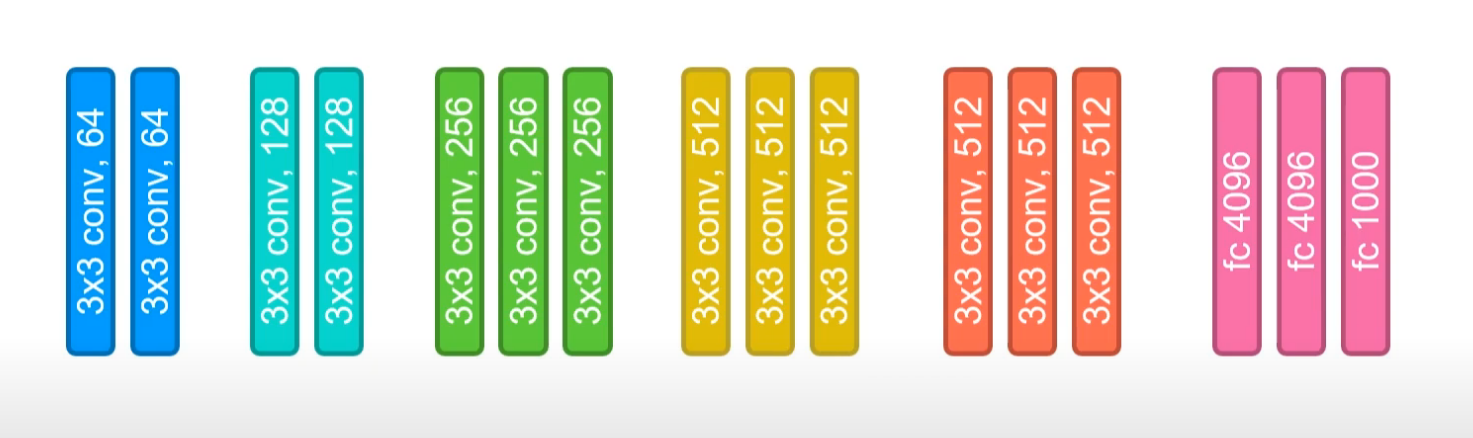 3x3 conv, 64
3x3 conv, 64
3x3 conv, 128
3x3 conv, 128
3x3 conv, 256
3x3 conv, 256
3x3 conv, 256
3x3 conv, 512
3x3 conv, 512
3x3 conv, 512
3x3 conv, 512
3x3 conv, 512
3x3 conv, 512
fc 4096
fc 4096
fc 1000